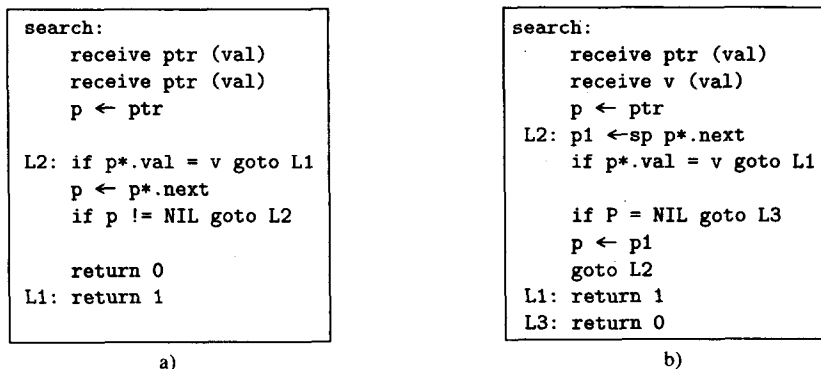 search:
receive ptr (val)
receive ptr (val)
p ← ptr
L2: if p*.val = v goto L1
p ← p*.next
if p != NIL goto L2
return 0
L1: return 1
a)
search:
receive ptr (val)
receive v (val)
p ← ptr
L2: p1 ←sp p*.next
if p*.val = v goto L1
if P = NIL goto L3
p ← p1
goto L2
L1: return 1
L3: return 0
b)